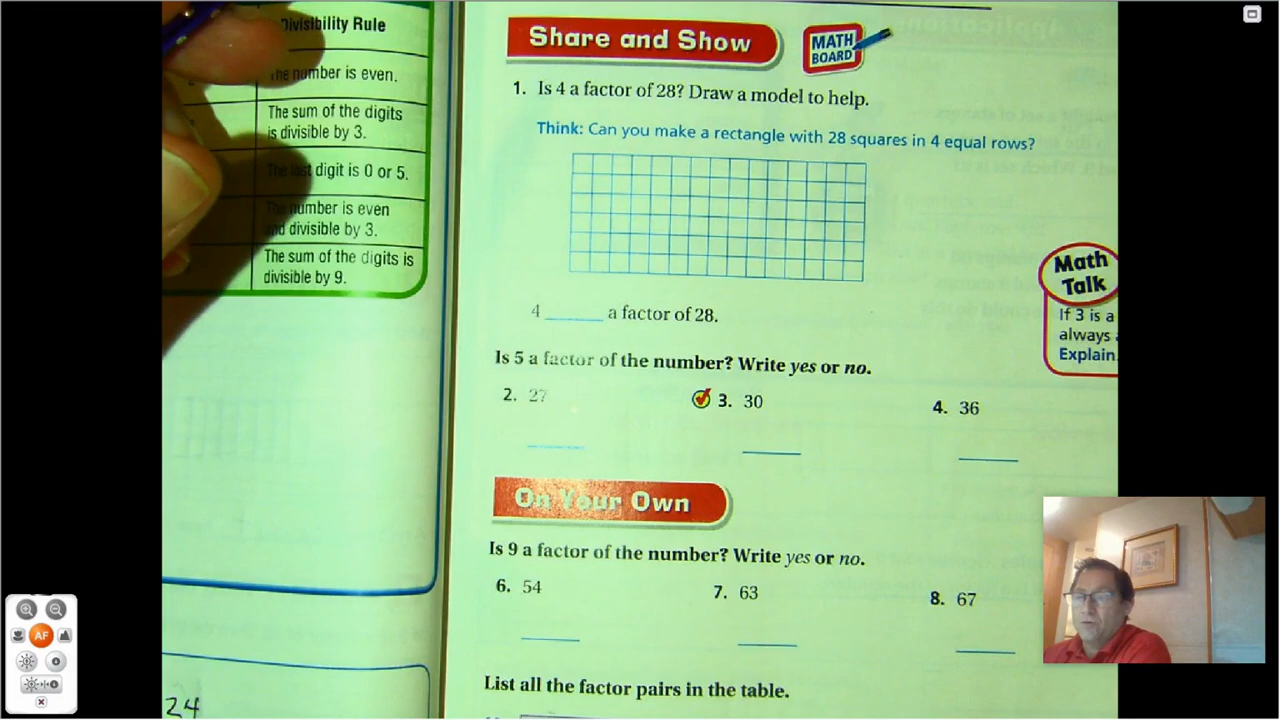 Divisibility Rule
The number is even.
The sum of the digits
is divisible by 3.
The last digit is 0 or 5.
The number is even
and divisible by 3.
The sum of the digits is
divisible by 9.
24
Share and Show
MATH
BOARD
1. Is 4 a factor of 28? Draw a model to help.
Think: Can you make a rectangle with 28 squares in 4 equal rows?
4 ______ a factor of 28.
Math
Talk
If 3 is a
always
Explain.
Is 5 a factor of the number? Write yes or no.
2. 27
3. 30
4. 36
On Your Own
Is 9 a factor of the number? Write yes or no.
6. 54
7. 63
8. 67
List all the factor pairs in the table.
AF